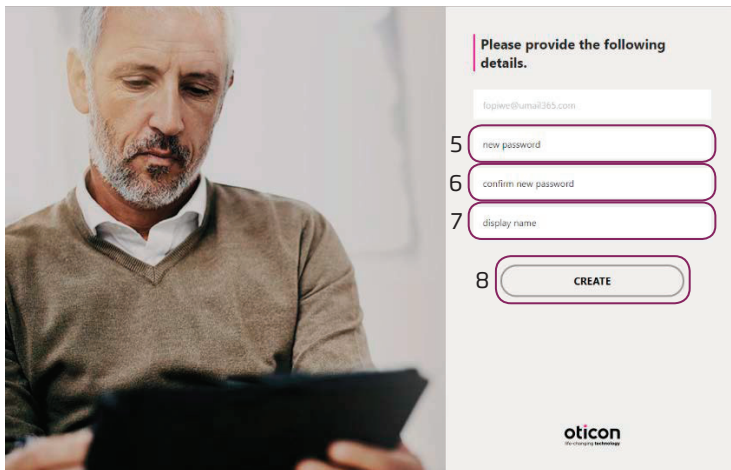 Please provide the following
details.
fopiwe@umail365.com
5 new password
6 confirm new password
7 display name
8 CREATE
oticon
life-changing technology